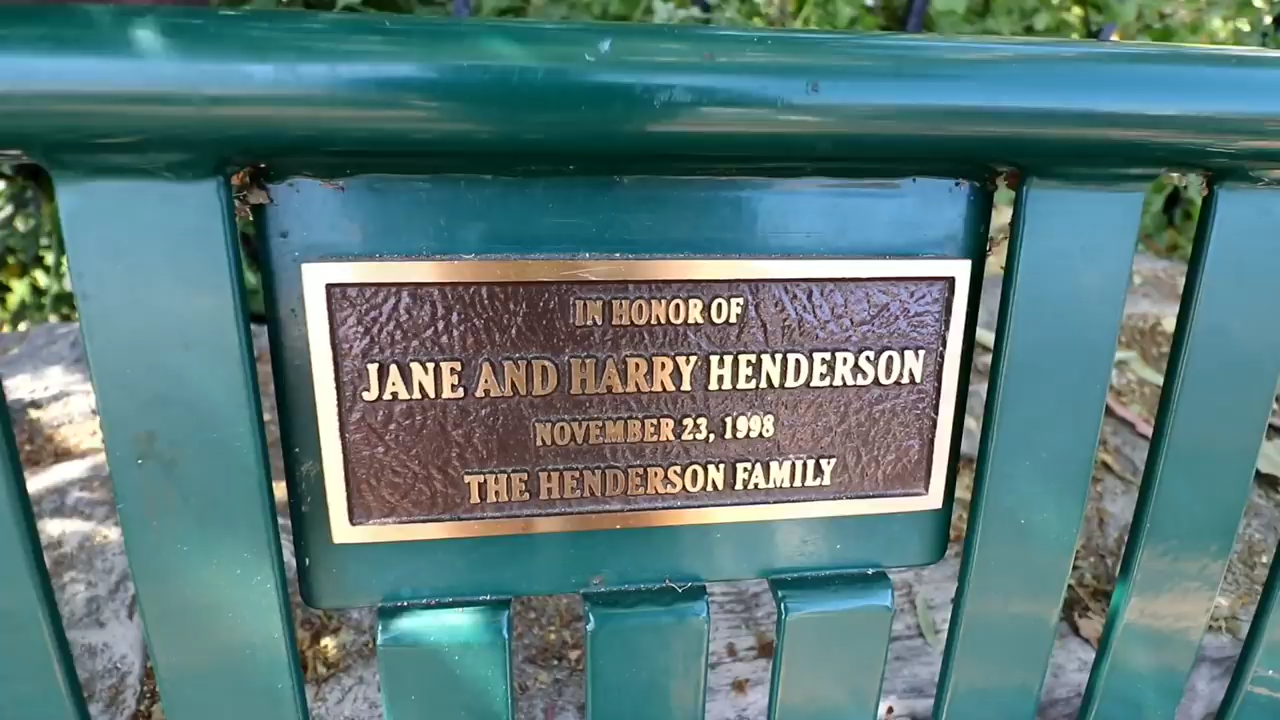 IN HONOR OF
JANE AND HARRY HENDERSON
NOVEMBER 23, 1998
THE HENDERSON FAMILY